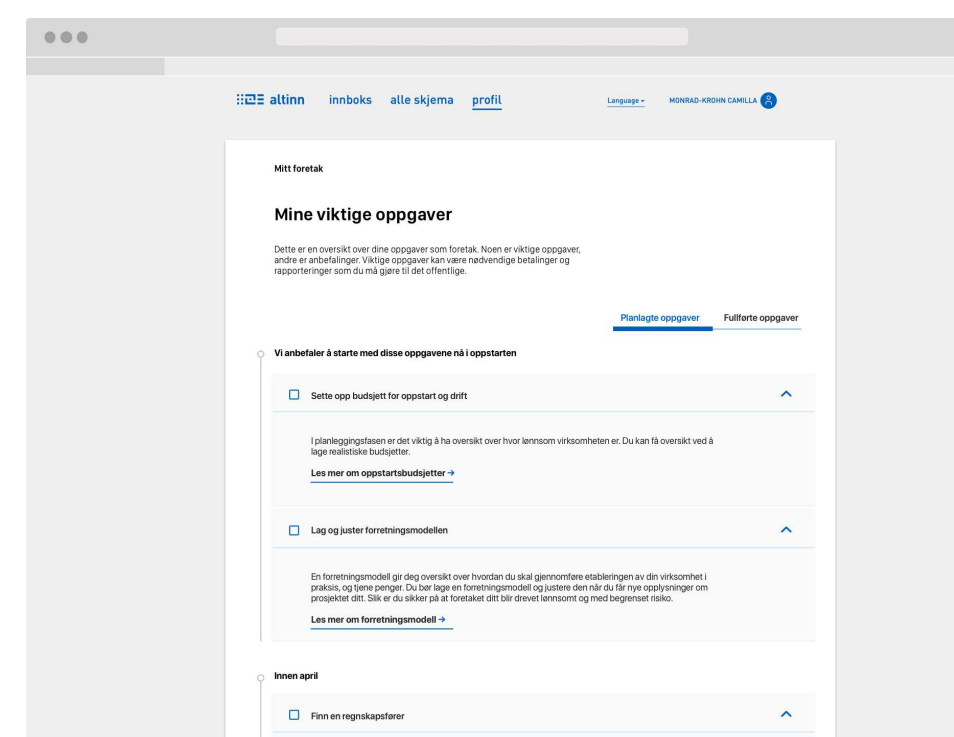 altinn innboks alle skjema profil Language MONRAD-KROHN CAMILLA
Mitt foretak
Mine viktige oppgaver
Dette er en oversikt over dine oppgaver som foretak. Noen er viktige oppgaver,
andre er anbefalinger. Viktige oppgaver kan være nødvendige betalinger og
rapporteringer som du må gjøre til det offentlige.
Planlagte oppgaver Fullførte oppgaver
Vi anbefaler å starte med disse oppgavene nå i oppstarten
Sette opp budsjett for oppstart og drift
I planleggingsfasen er det viktig å ha oversikt over hvor lønnsom virksomheten er. Du kan få oversikt ved å
lage realistiske budsjetter.
Les mer om oppstartsbudsjetter →
Lag og juster forretningsmodellen
En forretningsmodell gir deg oversikt over hvordan du skal gjennomføre etableringen av din virksomhet i
praksis, og tjene penger. Du bør lage en forretningsmodell og justere den når du får nye opplysninger om
prosjektet ditt. Slik er du sikker på at foretaket ditt blir drevet lønnsomt og med begrenset risiko.
Les mer om forretningsmodell →
Innen april
Finn en regnskapsfører